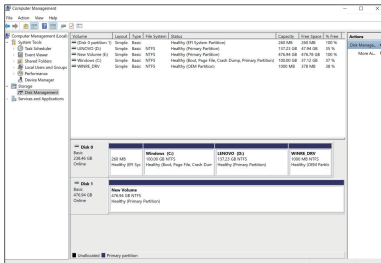 Computer Management
File Action View Help
Computer Management (Local)
System Tools
Task Scheduler
Event Viewer
Shared Folders
Local Users and Groups
Performance
Device Manager
Storage
Disk Management
Services and Applications
Volume Layout Type File System Status Capacity Free Space % Free
(Disk 0 partition 1) Simple Basic Healthy (EFI System Partition) 260 MB 260 MB 100 %
LENOVO (D:) Simple Basic NTFS Healthy (Primary Partition) 137.23 GB 47.94 GB 35 %
New Volume (E:) Simple Basic NTFS Healthy (Primary Partition) 476.94 GB 476.78 GB 100 %
Windows (C:) Simple Basic NTFS Healthy (Boot, Page File, Crash Dump, Primary Partition) 100.00 GB 37.12 GB 37 %
WINRE_DRV Simple Basic NTFS Healthy (OEM Partition) 1000 MB 378 MB 38 %
Actions
Disk Manage...
More Ac...
Disk 0
Basic
238.46 GB
Online
260 MB
Healthy (EFI Sys
Windows (C:)
100.00 GB NTFS
Healthy (Boot, Page File, Crash Dum
LENOVO (D:)
137.23 GB NTFS
Healthy (Primary Partition)
WINRE_DRV
1000 MB NTFS
Healthy (OEM Partiti
Disk 1
Basic
476.94 GB
Online
New Volume
476.94 GB NTFS
Healthy (Primary Partition)
Unallocated Primary partition